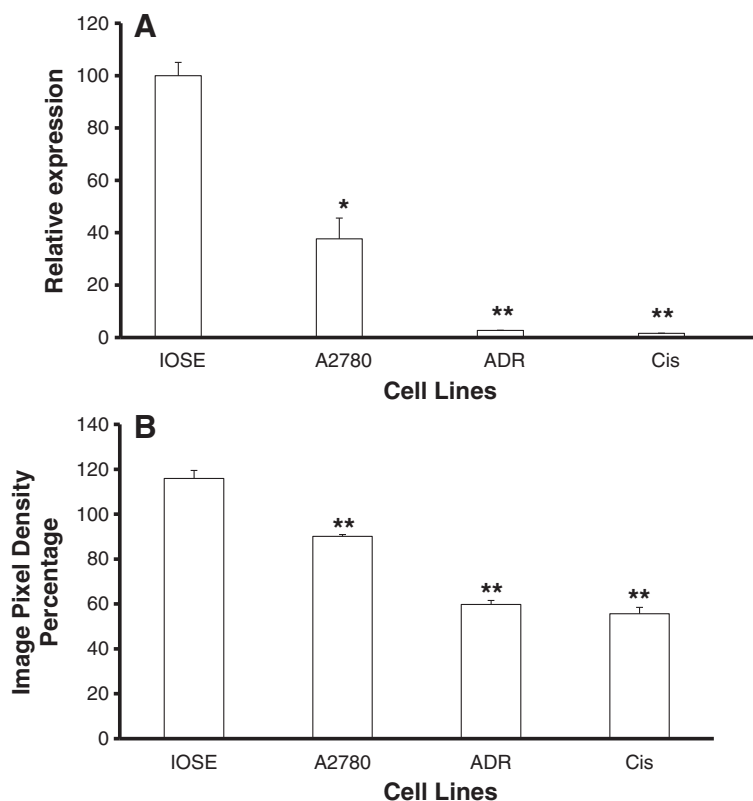 A
120
100
80
60
40
20
0
Relative expression
*
**
**
IOSE A2780 ADR Cis
Cell Lines
B
140
120
100
80
60
40
20
0
Image Pixel Density
Percentage
**
**
**
IOSE A2780 ADR Cis
Cell Lines